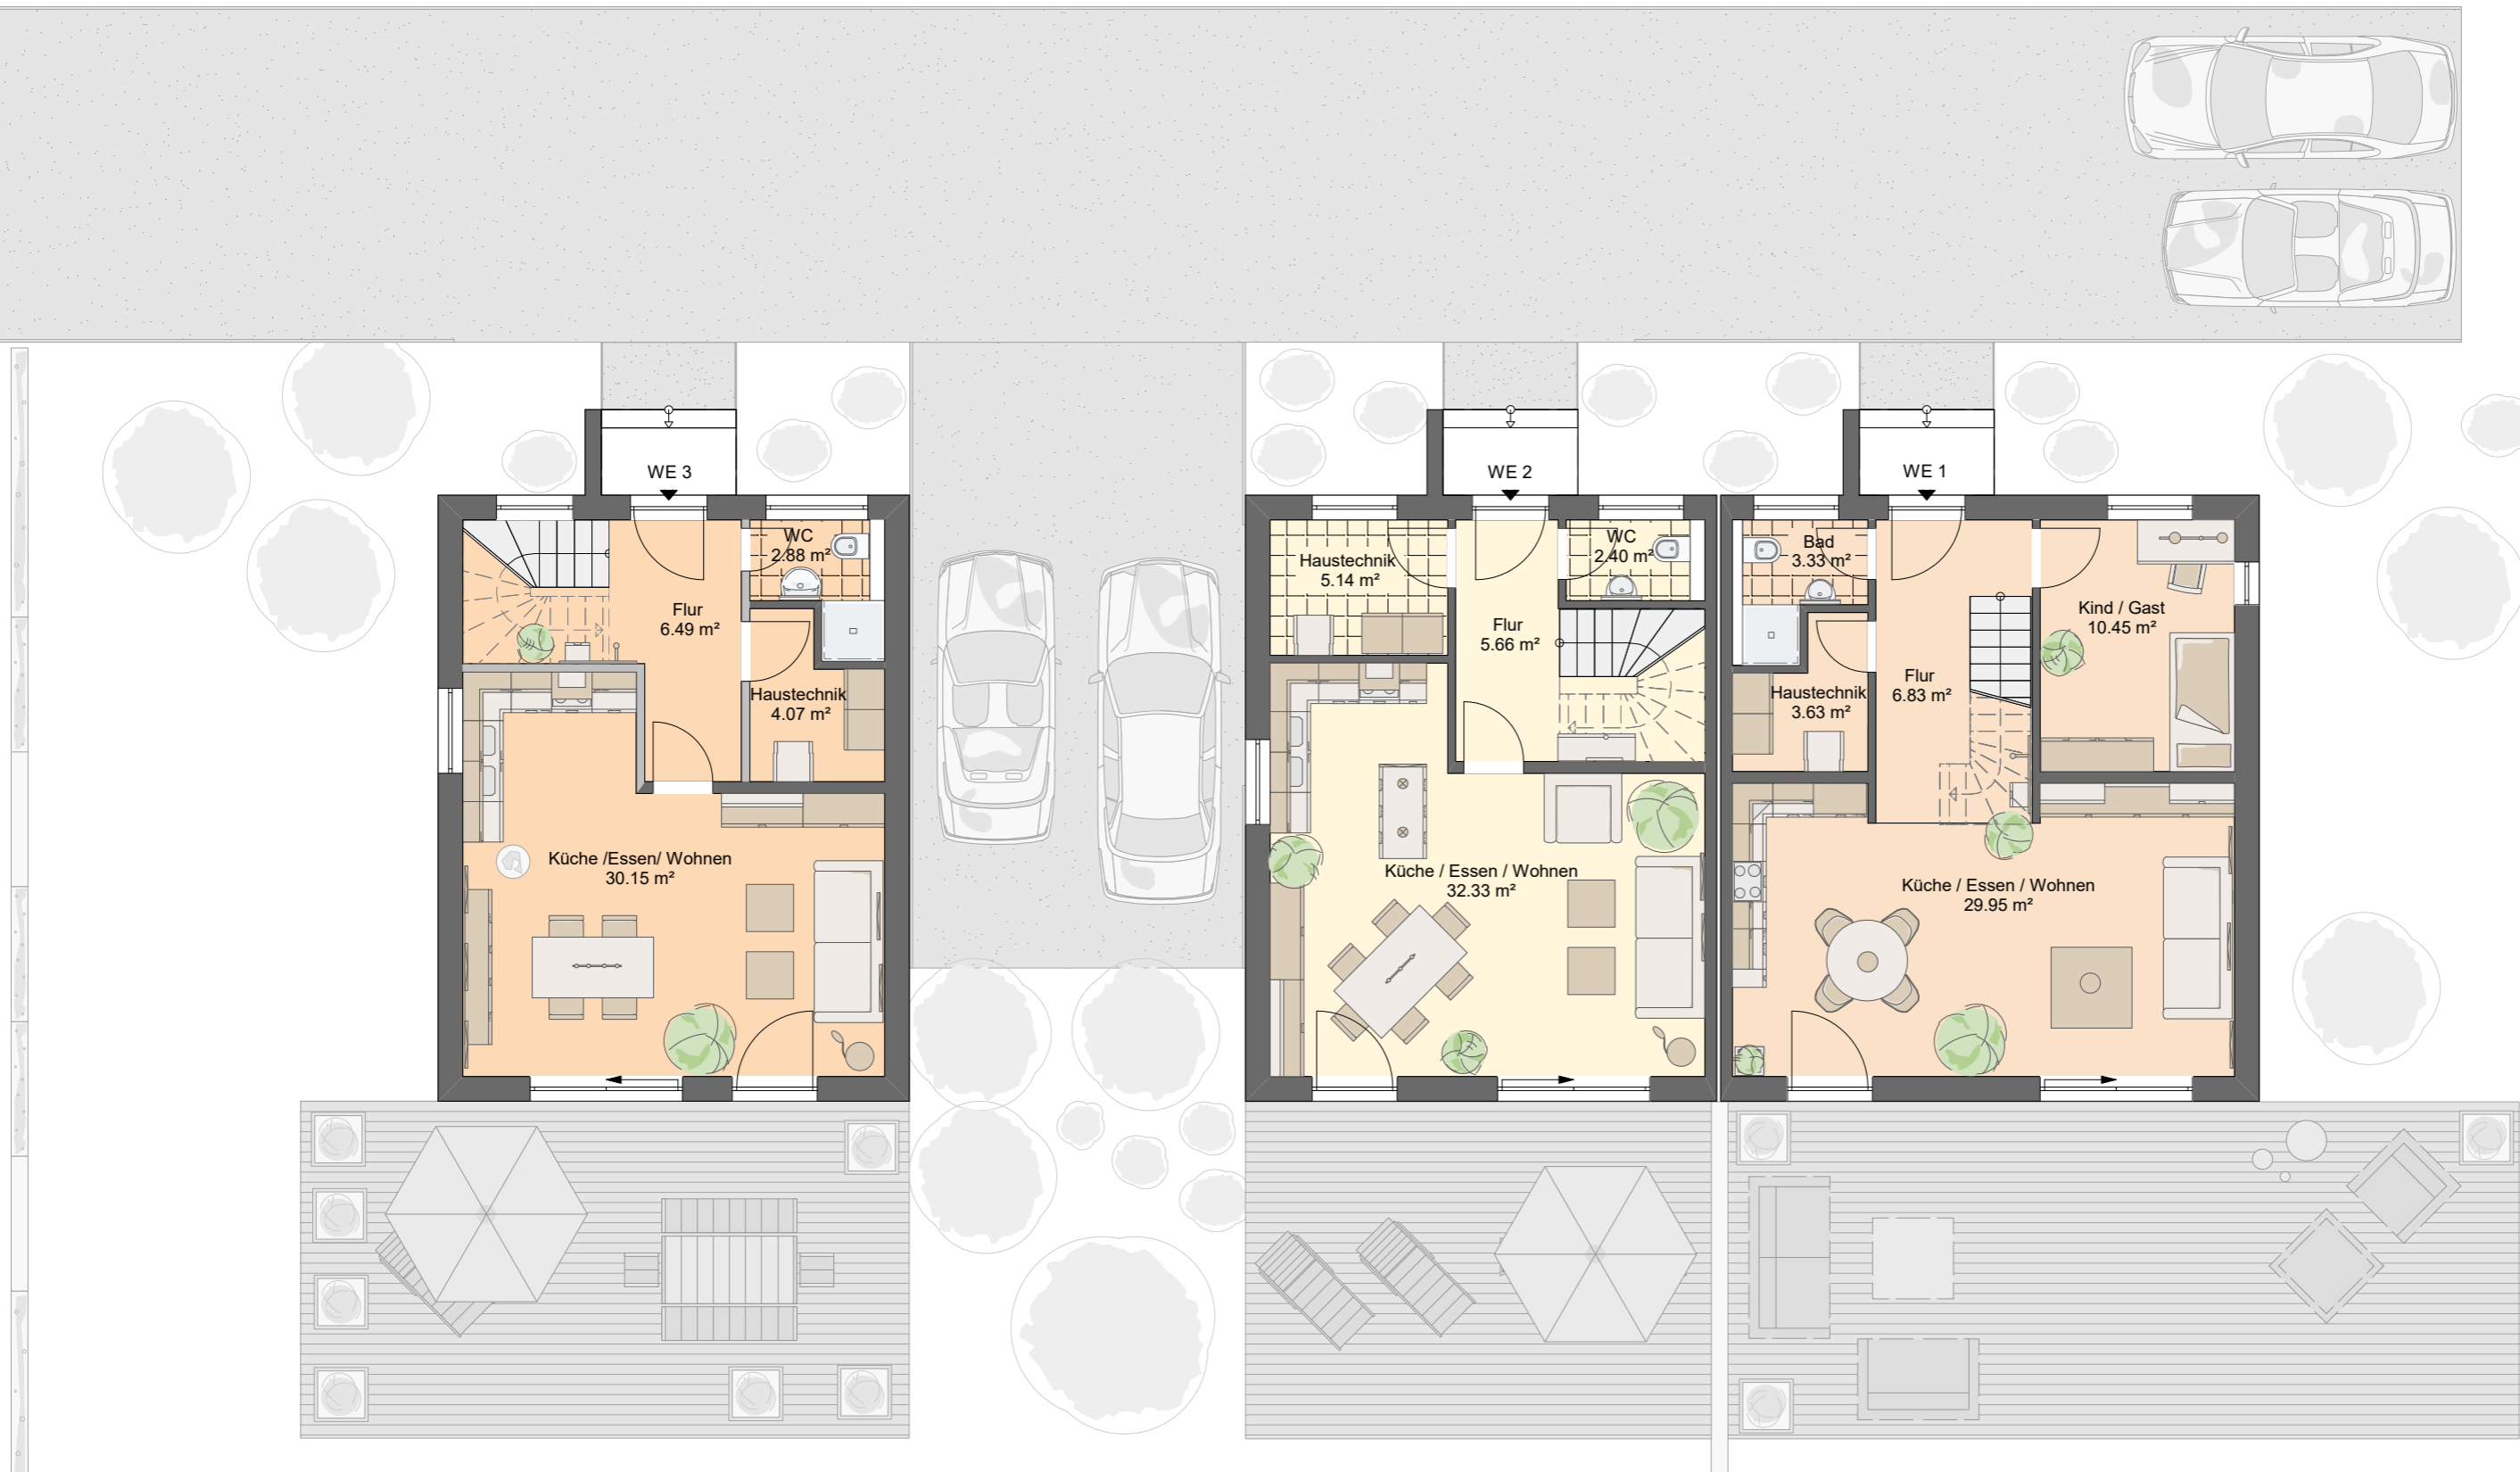 WE 3
WC
2.88 m²
Flur
6.49 m²
Haustechnik
4.07 m²
Küche /Essen/ Wohnen
30.15 m²
WE 2
Haustechnik
5.14 m²
WC
2.40 m²
Flur
5.66 m²
Küche / Essen / Wohnen
32.33 m²
WE 1
Bad
3.33 m²
Kind / Gast
10.45 m²
Flur
6.83 m²
Haustechnik
3.63 m²
Küche / Essen / Wohnen
29.95 m²